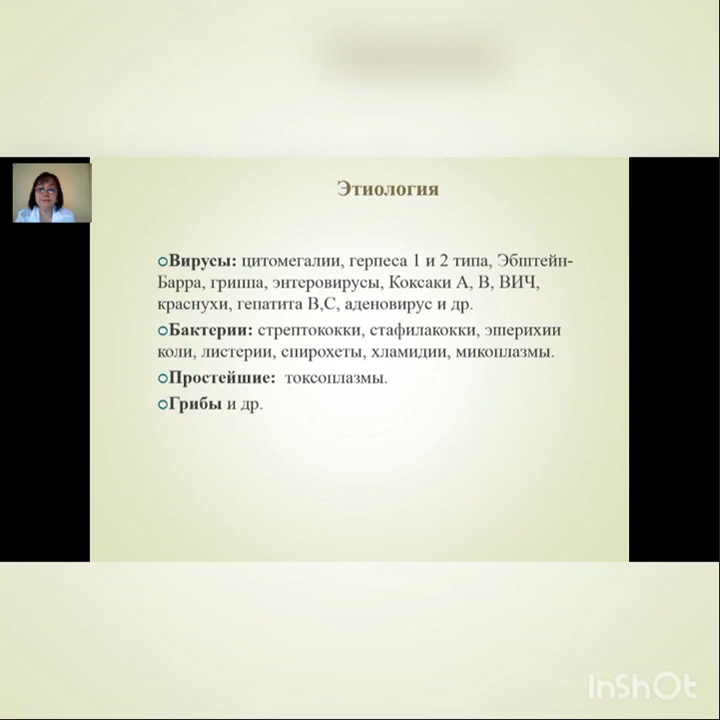 Этиология
Вирусы: цитомегалии, герпеса 1 и 2 типа, Эбштейн-
Барра, гриппа, энтеровирусы, Коксаки А, В, ВИЧ,
краснухи, гепатита В,С, аденовирус и др.
Бактерии: стрептококки, стафилакокки, эшерихии
коли, листерии, спирохеты, хламидии, микоплазмы.
Простейшие: токсоплазмы.
Грибы и др.
InShOt